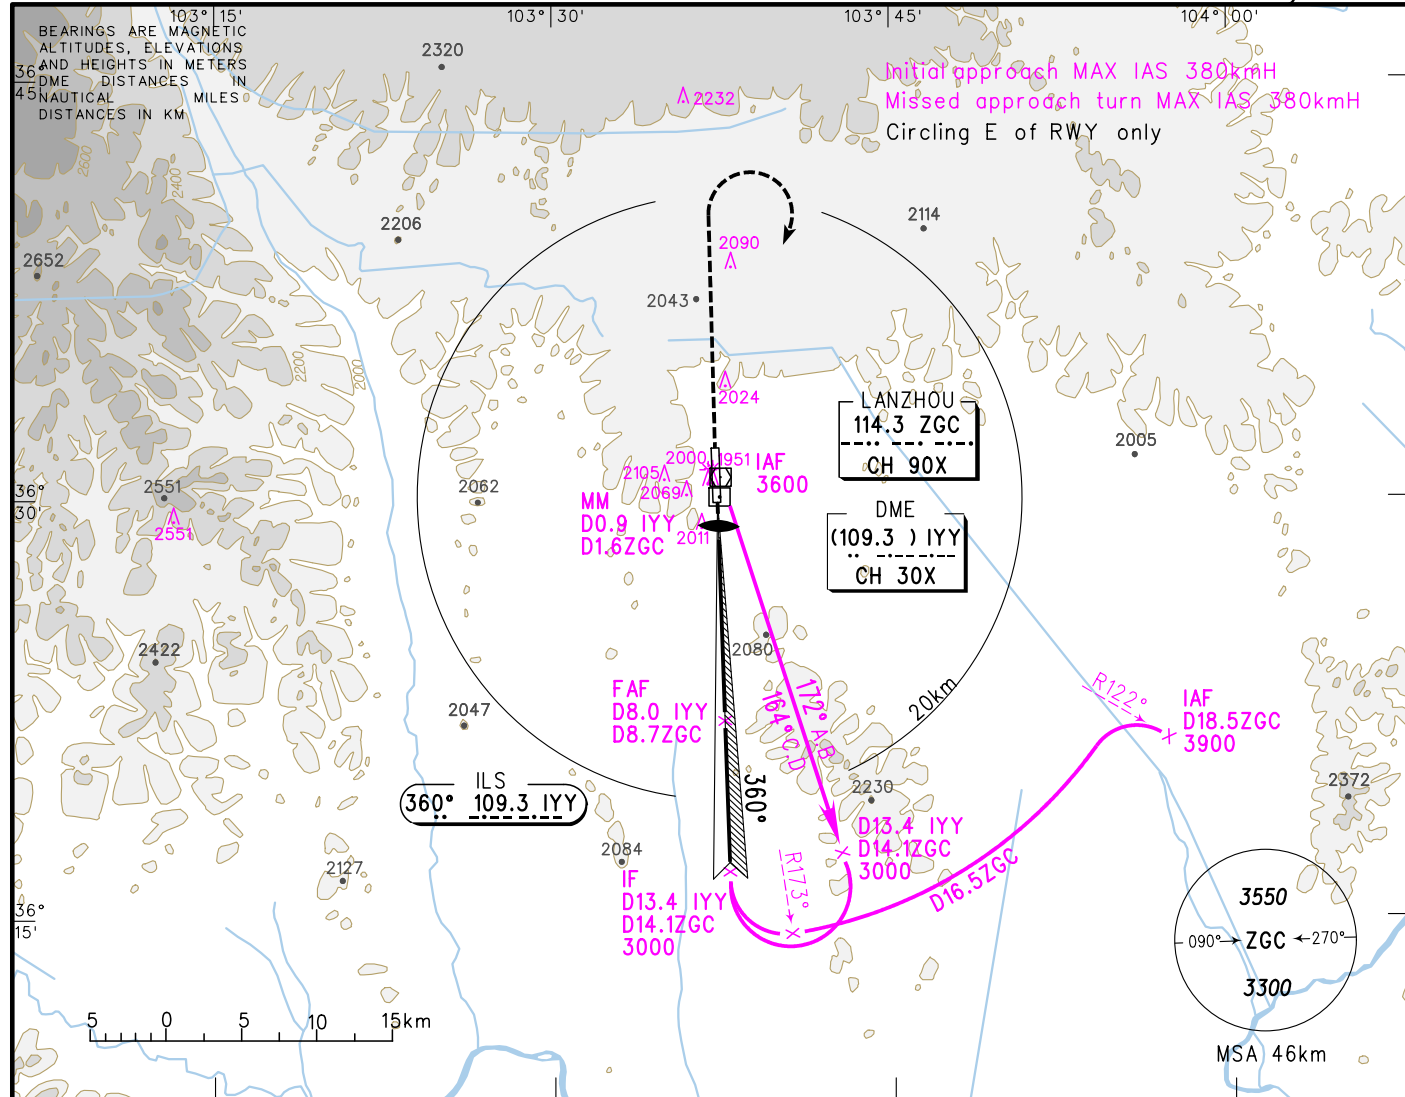 103°15'
103°30'
103°45'
104°00'
BEARINGS ARE MAGNETIC
ALTITUDES, ELEVATIONS
AND HEIGHTS IN METERS
DME DISTANCES IN
NAUTICAL MILES
DISTANCES IN KM
36°
45'
2320
2232
Initial approach MAX IAS 380kmH
Missed approach turn MAX IAS 380kmH
Circling E of RWY only
2600
2400
2206
2114
2652
2090
2043
2200
2000
2024
LANZHOU
114.3 ZGC
CH 90X
2005
DME
(109.3 ) IYY
CH 30X
36°
30'
2551
2551
2062
2105
2000
1951
2069
2011
IAF
3600
MM
D0.9 IYY
D1.6ZGC
2422
2080
2047
FAF
D8.0 IYY
D8.7ZGC
172° A,B
164° C,D
20km
R122°
IAF
D18.5ZGC
3900
ILS
360° 109.3 IYY
360°
2230
2372
2084
2127
D13.4 IYY
D14.1ZGC
3000
IF
D13.4 IYY
D14.1ZGC
3000
R173°
D16.5ZGC
36°
15'
3550
090°
ZGC
270°
3300
MSA 46km
5 0 5 10 15km